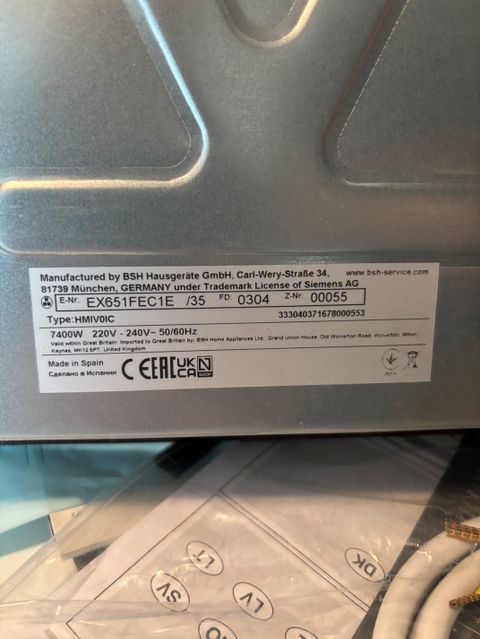 Manufactured by BSH Hausgeräte GmbH, Carl-Wery-Straße 34, www.bsh-service.com
81739 München, GERMANY under Trademark License of Siemens AG
E-Nr. EX651FEC1E /35 FD: 0304 Z-Nr: 00055
Type:HMIV0IC 333040371678000553
7400W 220V - 240V~ 50/60Hz
Valid within Great Britain: Imported to Great Britain by: BSH Home Appliances Ltd., Grand Union House, Old Wolverton Road, Wolverton, Milton
Keynes, MK12 5PT, United Kingdom
Made in Spain
Сделано в Испании
CE EAC UKCA
LT
DK
SV
LV